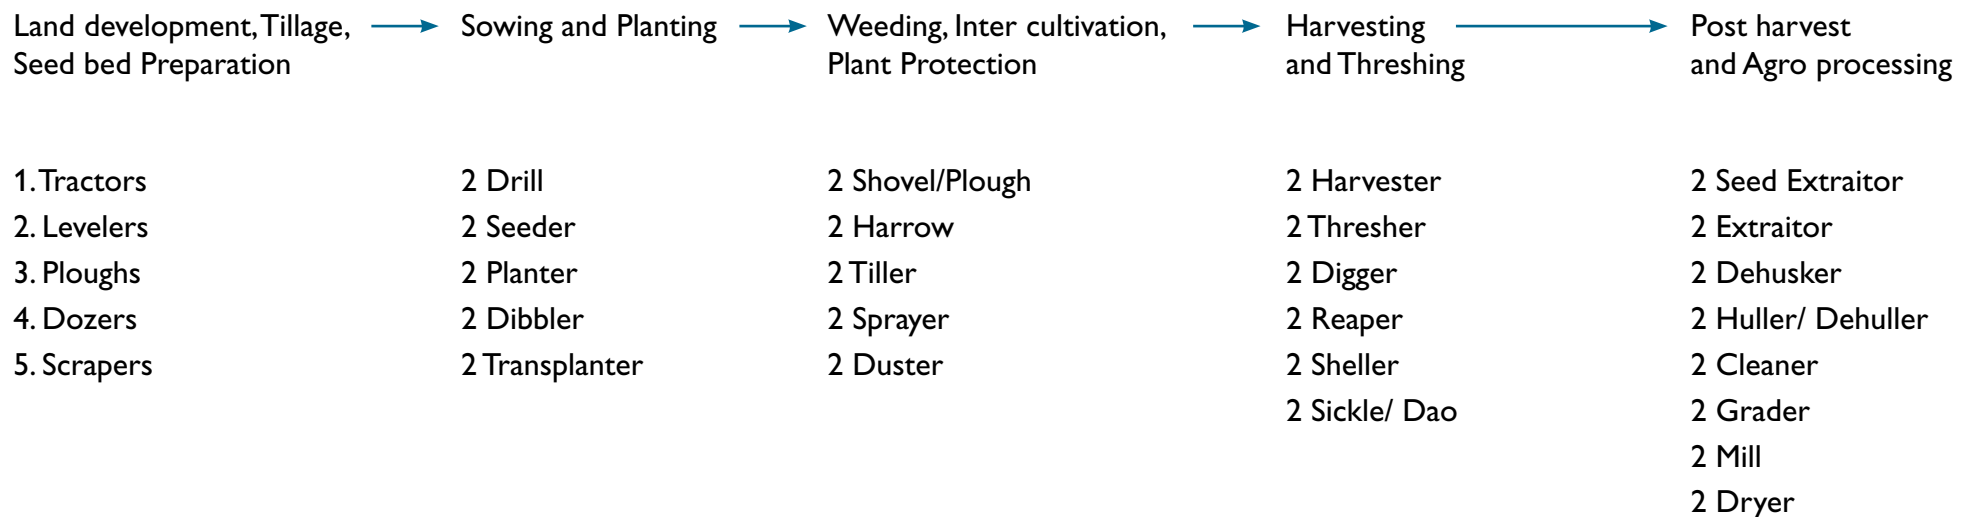 Land development, Tillage,
Seed bed Preparation
Sowing and Planting
Weeding, Inter cultivation,
Plant Protection
Harvesting
and Threshing
Post harvest
and Agro processing
1. Tractors
2. Levelers
3. Ploughs
4. Dozers
5. Scrapers
2 Drill
2 Seeder
2 Planter
2 Dibbler
2 Transplanter
2 Shovel/Plough
2 Harrow
2 Tiller
2 Sprayer
2 Duster
2 Harvester
2 Thresher
2 Digger
2 Reaper
2 Sheller
2 Sickle/ Dao
2 Seed Extraitor
2 Extraitor
2 Dehusker
2 Huller/ Dehuller
2 Cleaner
2 Grader
2 Mill
2 Dryer